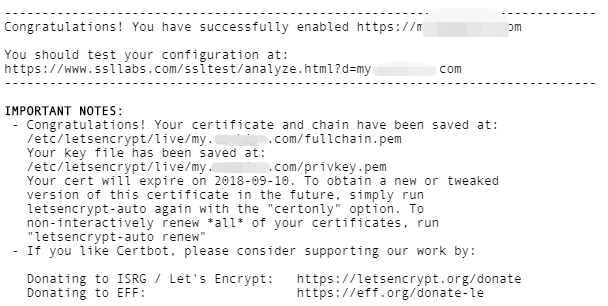 Congratulations! You have successfully enabled https://m om

You should test your configuration at:
https://www.ssllabs.com/ssltest/analyze.html?d=my com

IMPORTANT NOTES:
- Congratulations! Your certificate and chain have been saved at:
/etc/letsencrypt/live/my. .com/fullchain.pem
Your key file has been saved at:
/etc/letsencrypt/live/my. .com/privkey.pem
Your cert will expire on 2018-09-10. To obtain a new or tweaked
version of this certificate in the future, simply run
letsencrypt-auto again with the "certonly" option. To
non-interactively renew *all* of your certificates, run
"letsencrypt-auto renew"
- If you like Certbot, please consider supporting our work by:

Donating to ISRG / Let's Encrypt: https://letsencrypt.org/donate
Donating to EFF: https://eff.org/donate-le